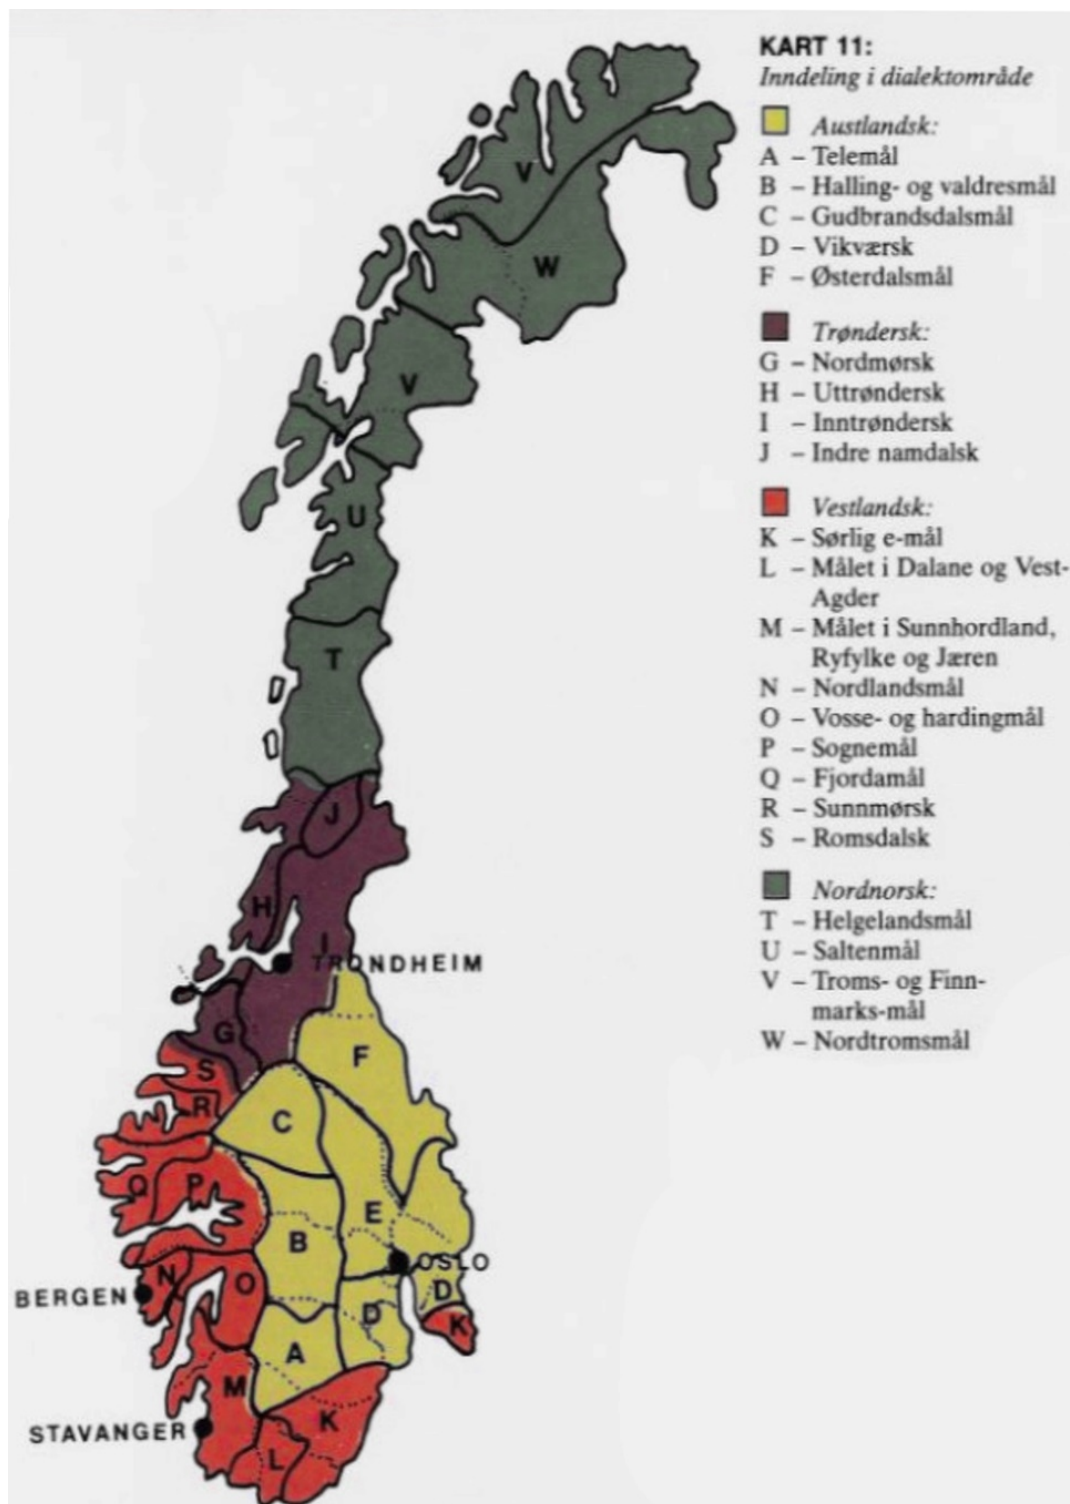 KART 11:
Inndeling i dialektområde
Austlandsk:
A – Telemål
B – Halling- og valdresmål
C – Gudbrandsdalsmål
D – Vikværsk
F – Østerdalsmål
Trøndersk:
G – Nordmørsk
H – Uttrøndersk
I – Inntrøndersk
J – Indre namdalsk
Vestlandsk:
K – Sørlig e-mål
L – Målet i Dalane og Vest-
Agder
M – Målet i Sunnhordland,
Ryfylke og Jæren
N – Nordlandsmål
O – Vosse- og hardingmål
P – Sognemål
Q – Fjordamål
R – Sunnmørsk
S – Romsdalsk
Nordnorsk:
T – Helgelandsmål
U – Saltenmål
V – Troms- og Finn-
marks-mål
W – Nordtromsmål
V
W
V
U
T
J
H
I
TRONDHEIM
G
F
S
R
C
Q
P
E
B
OSLO
N
O
D
BERGEN
D
K
A
M
K
STAVANGER
L